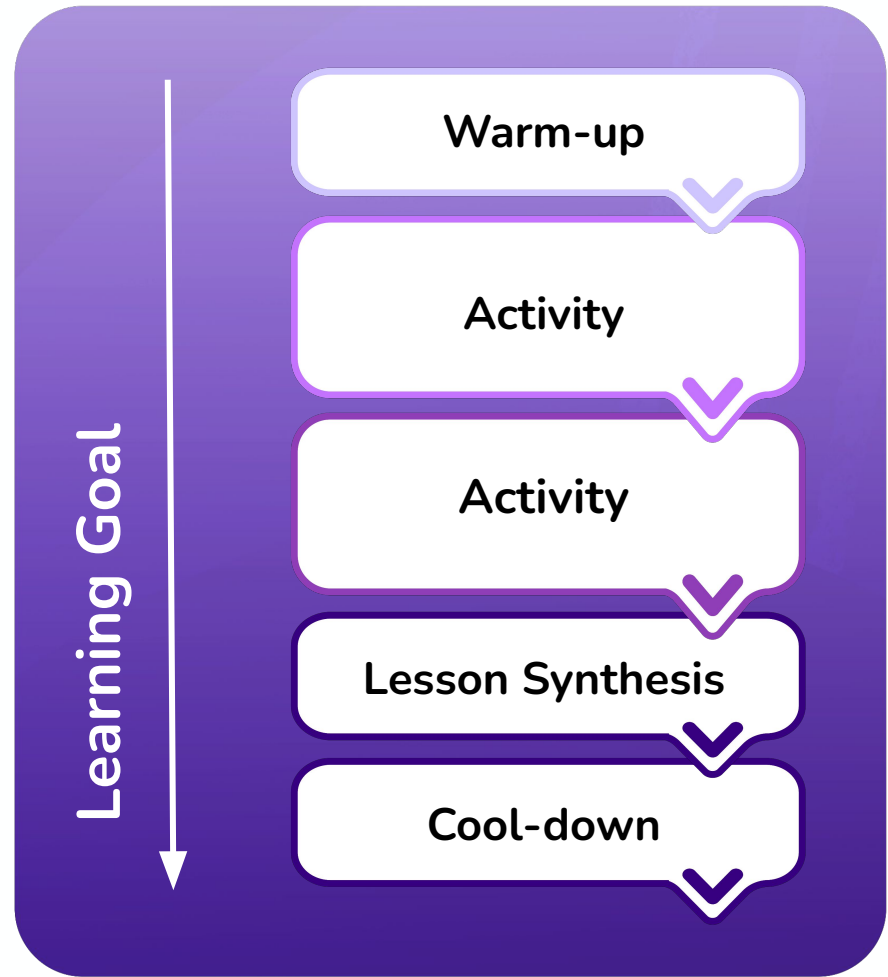 Warm-up
Activity
Activity
Lesson Synthesis
Cool-down
Learning Goal